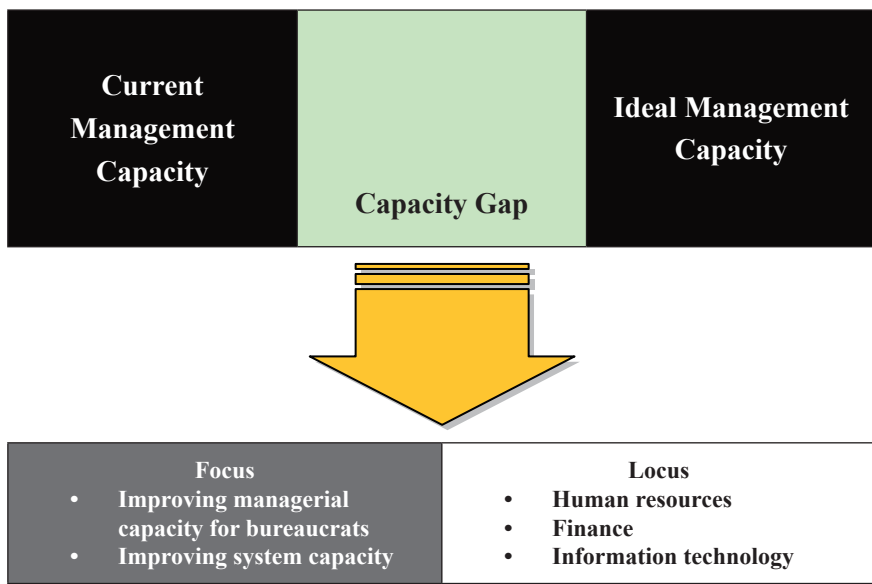 Current
Management
Capacity
Capacity Gap
Ideal Management
Capacity
Focus
• Improving managerial
capacity for bureaucrats
• Improving system capacity
Locus
• Human resources
• Finance
• Information technology